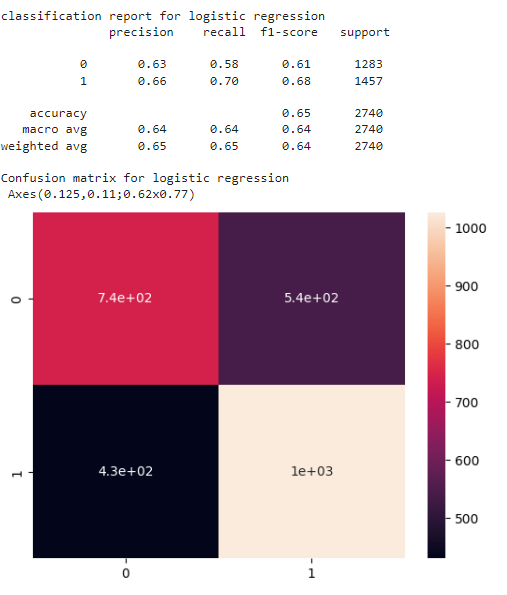 classification report for logistic regression
precision recall f1-score support
0 0.63 0.58 0.61 1283
1 0.66 0.70 0.68 1457
accuracy 0.65 2740
macro avg 0.64 0.64 0.64 2740
weighted avg 0.65 0.65 0.64 2740
Confusion matrix for logistic regression
Axes(0.125,0.11;0.62x0.77)
1000
900
800
700
600
500
0 7.4e+02 5.4e+02
1 4.3e+02 1e+03
0 1